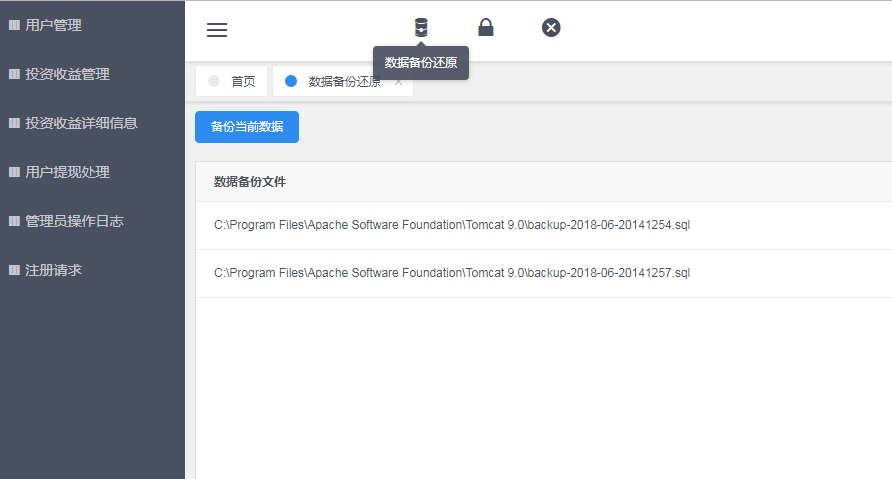 用户管理
投资收益管理
投资收益详细信息
用户提现处理
管理员操作日志
注册请求
数据备份还原
首页
数据备份还原
备份当前数据
数据备份文件
C:\Program Files\Apache Software Foundation\Tomcat 9.0\backup-2018-06-20141254.sql
C:\Program Files\Apache Software Foundation\Tomcat 9.0\backup-2018-06-20141257.sql